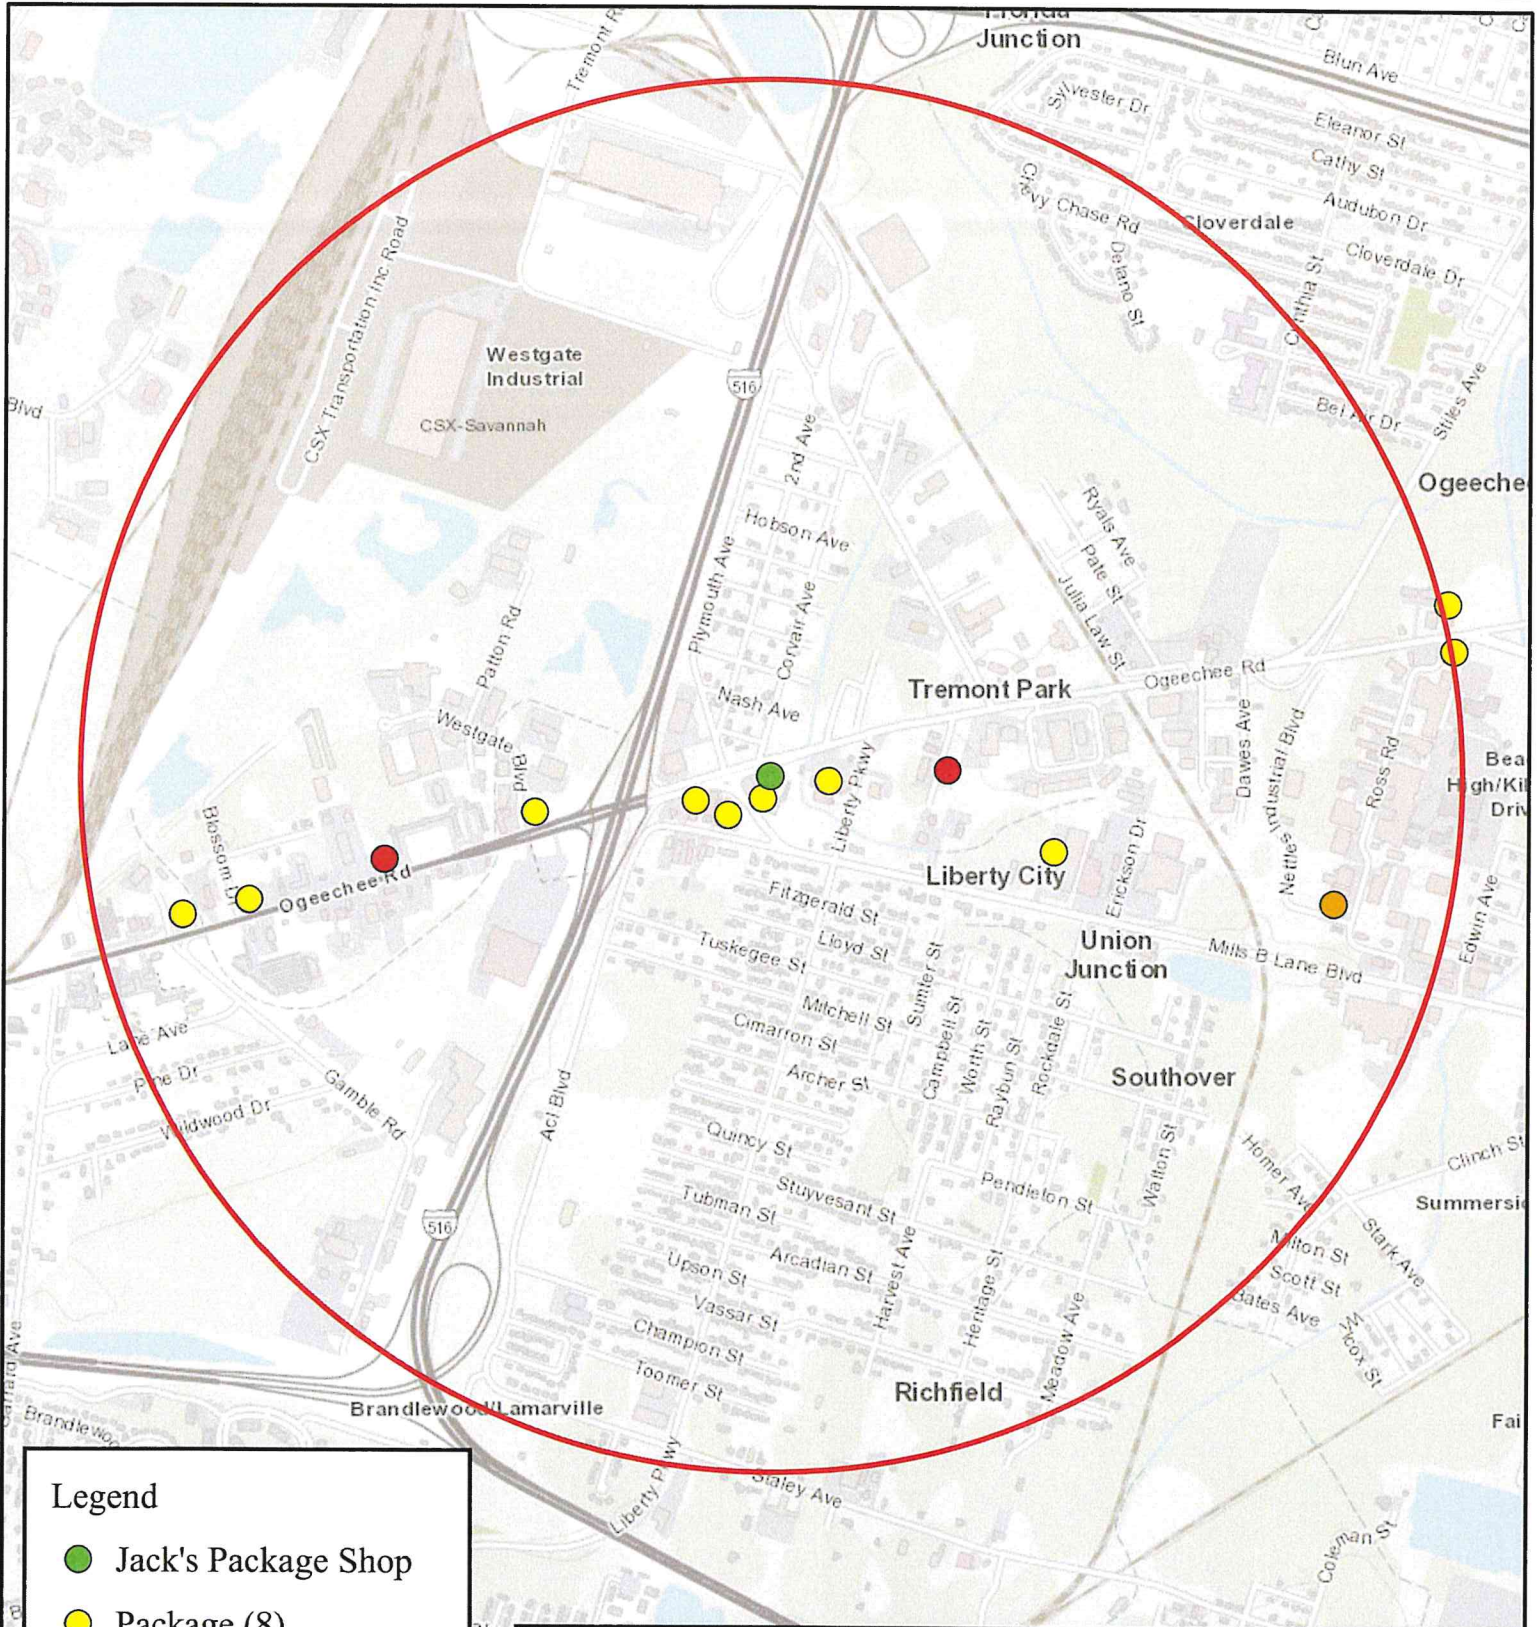 Junction
Tremont
Blun Ave
Sylvester Dr
Eleanor St
Cathy St
Chevy Chase Rd
Audubon Dr
Cloverdale
Cloverdale Dr
Delano St
Cynthia St
CSX Transportation Inc Road
Westgate
Industrial
516
CSX-Savannah
Blvd
Bel Air Dr
Stiles Ave
2nd Ave
Ogeechee
Hobson Ave
Ryals Ave
Pate St
Julia Law St
Plymouth Ave
Corvair Ave
Patton Rd
Ogeechee Rd
Tremont Park
Nash Ave
Westgate Blvd
Dawes Ave
Nettles Industrial Blvd
Ross Rd
Bea
High/Kil
Driv
Liberty Pkwy
Blossom Dr
Ogeechee Rd
Liberty City
Erickson Dr
Fitzgerald St
Edwin Ave
Lloyd St
Tuskegee St
Union
Junction
Mills B Lane Blvd
Sumter St
Mitchell St
Cimarron St
Campbell St
North St
Raybun St
Rockdale St
Lane Ave
Pine Dr
Archer St
Southover
Wildwood Dr
Gamble Rd
Acl Blvd
Quincy St
Walton St
Homer Ave
Clinch St
Pendleton St
Stuyvesant St
Tubman St
Summersi
516
Milton St
Stark Ave
Arcadian St
Harvest Ave
Heritage St
Upson St
Scott St
Bates Ave
Vassar St
Meadow Ave
Wilcox St
Champion St
Toomer St
Richfield
Brandlewood/Lamarville
Brandlewoo
Fai
Liberty Pkwy
Staley Ave
Coleman St
Legend
Jack's Package Shop
Package (8)